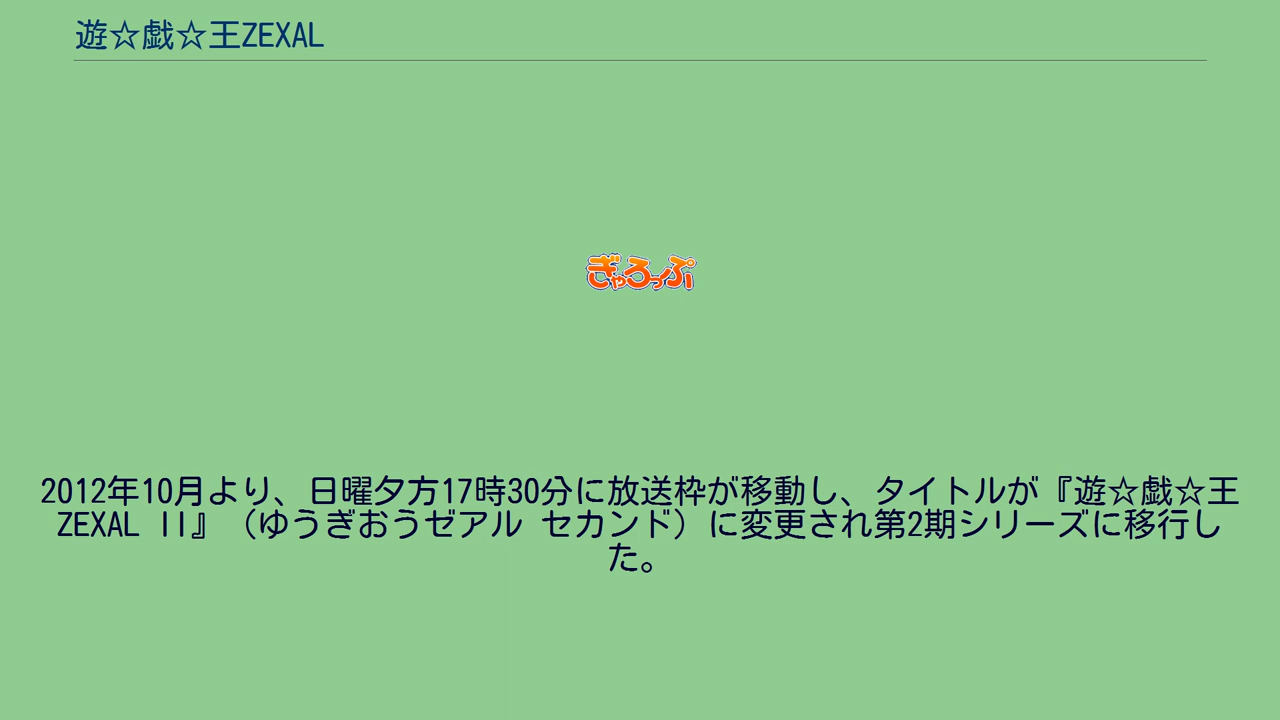 遊☆戯☆王ZEXAL
ぎゃろっぷ
2012年10月より、日曜夕方17時30分に放送枠が移動し、タイトルが『遊☆戯☆王
ZEXAL II』（ゆうぎおうゼアル セカンド）に変更され第2期シリーズに移行し
た。